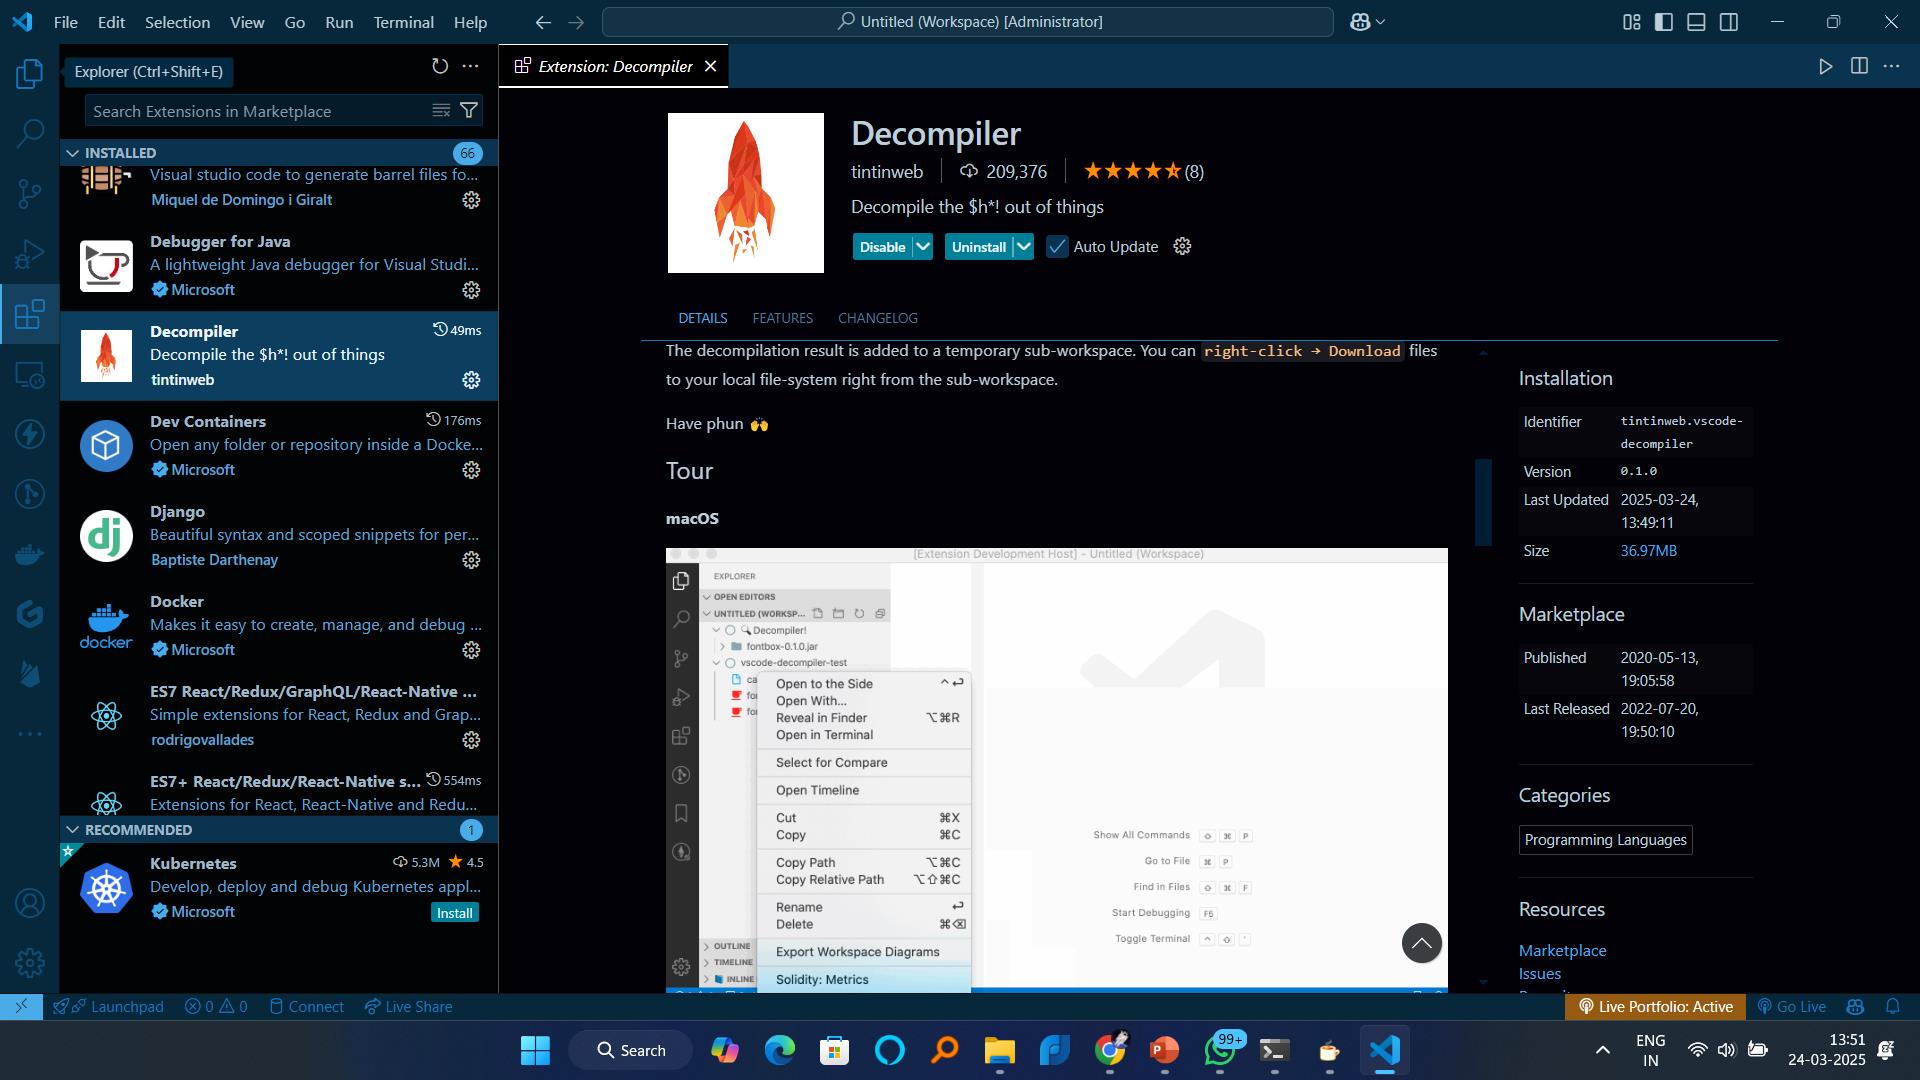 File Edit Selection View Go Run Terminal Help
Untitled (Workspace) [Administrator]
Explorer (Ctrl+Shift+E)
Search Extensions in Marketplace
INSTALLED 66
Visual studio code to generate barrel files fo...
Miquel de Domingo i Giralt
Debugger for Java
A lightweight Java debugger for Visual Studi...
Microsoft
Decompiler 49ms
Decompile the $h*! out of things
tintinweb
Dev Containers 176ms
Open any folder or repository inside a Docke...
Microsoft
Django
Beautiful syntax and scoped snippets for per...
Baptiste Darthenay
Docker
Makes it easy to create, manage, and debug ...
Microsoft
ES7 React/Redux/GraphQL/React-Native ...
Simple extensions for React, Redux and Grap...
rodrigovallades
ES7+ React/Redux/React-Native s... 554ms
Extensions for React, React-Native and Redu...
RECOMMENDED 1
Kubernetes 5.3M 4.5
Develop, deploy and debug Kubernetes appl...
Microsoft Install
Extension: Decompiler
Decompiler
tintinweb 209,376 (8)
Decompile the $h*! out of things
Disable Uninstall Auto Update
DETAILS FEATURES CHANGELOG
The decompilation result is added to a temporary sub-workspace. You can right-click → Download files
to your local file-system right from the sub-workspace.
Have phun 🙌
Tour
macOS
[Extension Development Host] - Untitled (Workspace)
EXPLORER
OPEN EDITORS
UNTITLED (WORKSP...
Decompiler!
fontbox-0.1.0.jar
vscode-decompiler-test
ca
fo
fo
Open to the Side ⌃↩
Open With...
Reveal in Finder ⌥⌘R
Open in Terminal
Select for Compare
Open Timeline
Cut ⌘X
Copy ⌘C
Copy Path ⌥⌘C
Copy Relative Path ⌥⇧⌘C
Rename ↩
Delete ⌘⌫
Export Workspace Diagrams
Solidity: Metrics
OUTLINE
TIMELINE
INLINE
Show All Commands ⇧ ⌘ P
Go to File ⌘ P
Find in Files ⇧ ⌘ F
Start Debugging F5
Toggle Terminal ⌃ ⇧ '
Installation
Identifier tintinweb.vscode-
decompiler
Version 0.1.0
Last Updated 2025-03-24,
13:49:11
Size 36.97MB
Marketplace
Published 2020-05-13,
19:05:58
Last Released 2022-07-20,
19:50:10
Categories
Programming Languages
Resources
Marketplace
Issues
Launchpad 0 0 Connect Live Share
Live Portfolio: Active Go Live
Search
docker
dj
99+
ENG
IN
13:51
24-03-2025